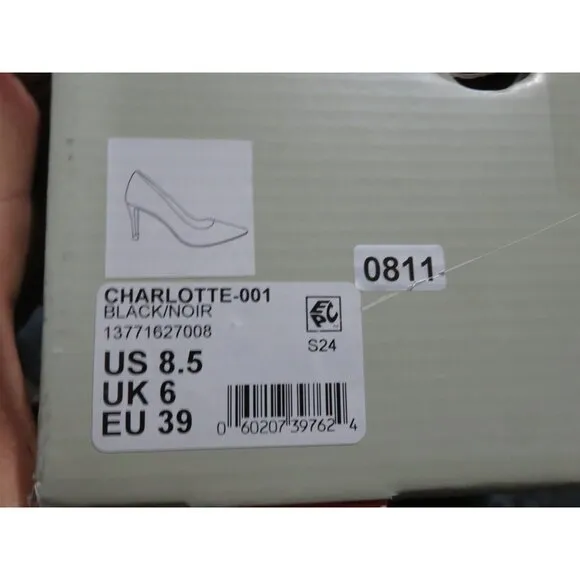 0811
CHARLOTTE-001
BLACK/NOIR
13771627008
S24
US 8.5
UK 6
EU 39
0 60207 39762 4